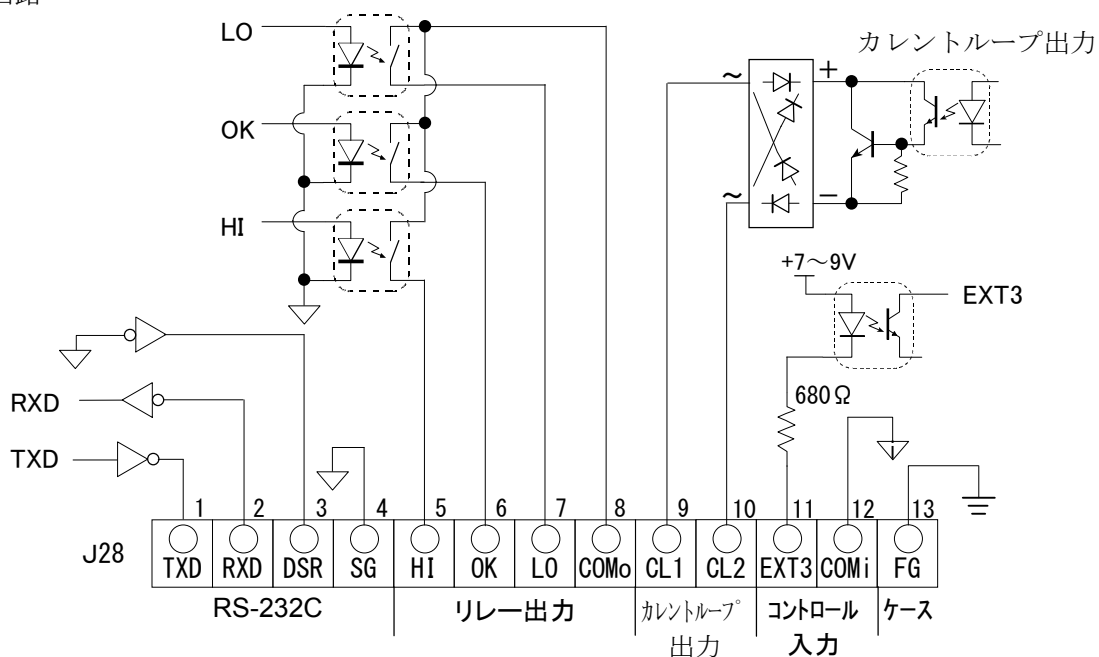 LO
カレントループ出力
~
+
OK
~
−
HI
+7～9V
EXT3
RXD
680Ω
TXD
1 2 3 4 5 6 7 8 9 10 11 12 13
J28
TXD RXD DSR SG HI OK LO COMo CL1 CL2 EXT3 COMi FG
RS-232C リレー出力 カレントループ コントロール ケース
出力 入力